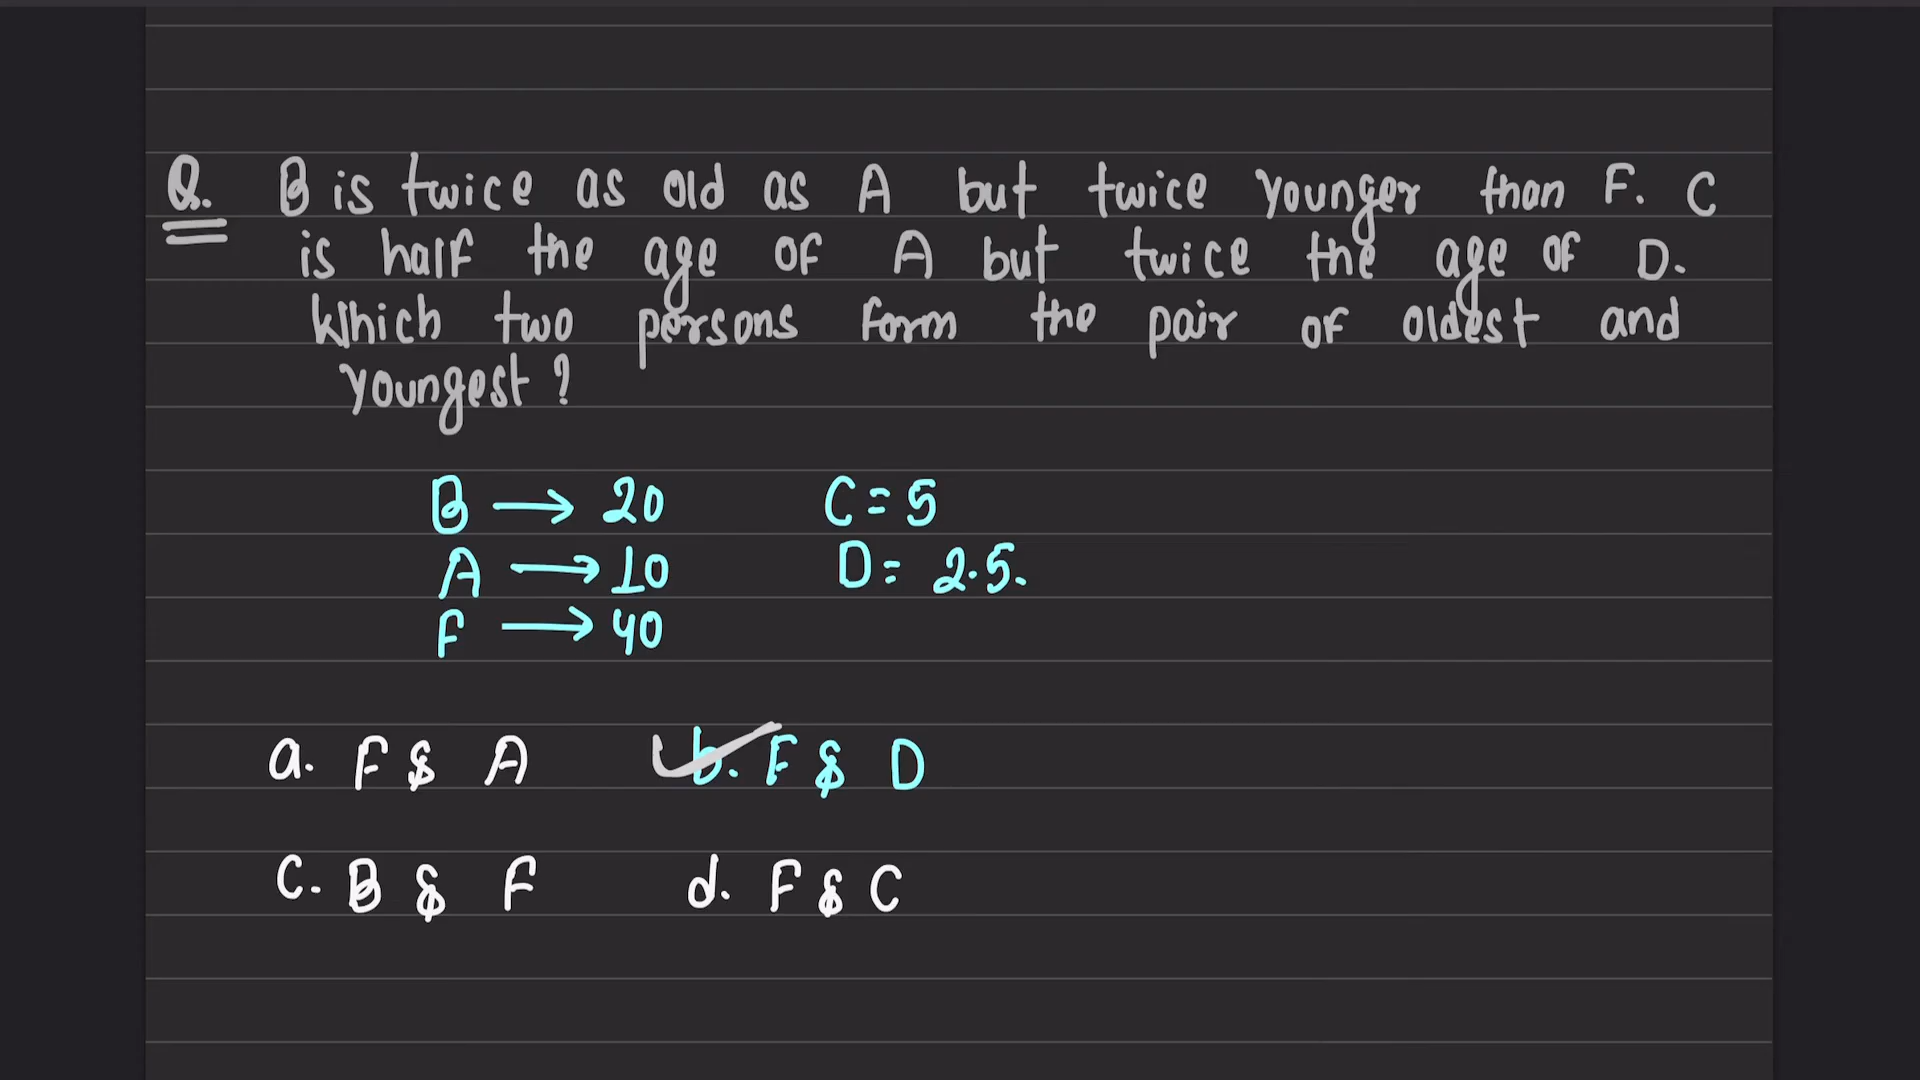 Q. B is twice as old as A but twice younger than F. C
is half the age of A but twice the age of D.
Which two persons form the pair of oldest and
youngest ?
B → 20 C = 5
A → 10 D = 2.5.
F → 40
a. F & A b. F & D
C. B & F d. F & C